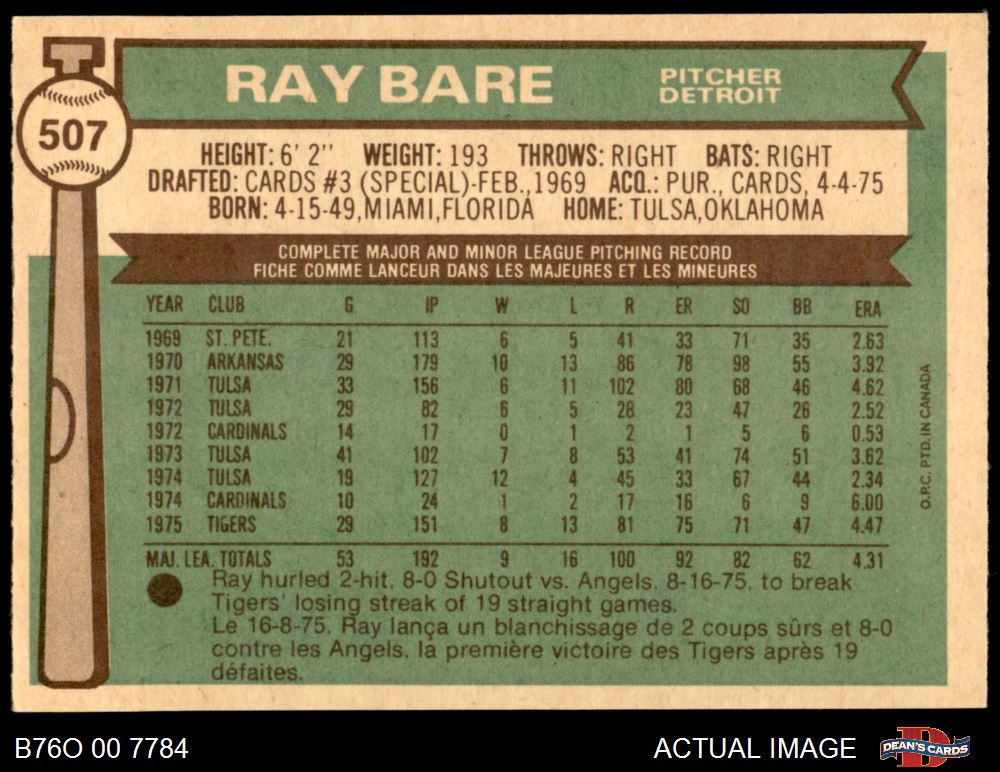 RAY BARE
PITCHER
DETROIT
507
HEIGHT: 6' 2" WEIGHT: 193 THROWS: RIGHT BATS: RIGHT
DRAFTED: CARDS #3 (SPECIAL)-FEB., 1969 ACQ.: PUR., CARDS, 4-4-75
BORN: 4-15-49, MIAMI, FLORIDA HOME: TULSA, OKLAHOMA
COMPLETE MAJOR AND MINOR LEAGUE PITCHING RECORD
FICHE COMME LANCEUR DANS LES MAJEURES ET LES MINEURES
YEAR CLUB G IP W L R ER SO BB ERA
1969 ST. PETE. 21 113 6 5 41 33 71 35 2.63
1970 ARKANSAS 29 179 10 13 86 78 98 55 3.92
1971 TULSA 33 156 6 11 102 80 68 46 4.62
1972 TULSA 29 82 6 5 28 23 47 26 2.52
1972 CARDINALS 14 17 0 1 2 1 5 6 0.53
1973 TULSA 41 102 7 8 53 41 74 51 3.62
1974 TULSA 19 127 12 4 45 33 67 44 2.34
1974 CARDINALS 10 24 1 2 17 16 6 9 6.00
1975 TIGERS 29 151 8 13 81 75 71 47 4.47
MAJ. LEA. TOTALS 53 192 9 16 100 92 82 62 4.31
Ray hurled 2-hit, 8-0 Shutout vs. Angels, 8-16-75, to break
Tigers' losing streak of 19 straight games.
Le 16-8-75, Ray lança un blanchissage de 2 coups sûrs et 8-0
contre les Angels, la première victoire des Tigers après 19
défaites.
O.P.C. PTD. IN CANADA
B76O 00 7784
ACTUAL IMAGE
DEAN'S CARDS